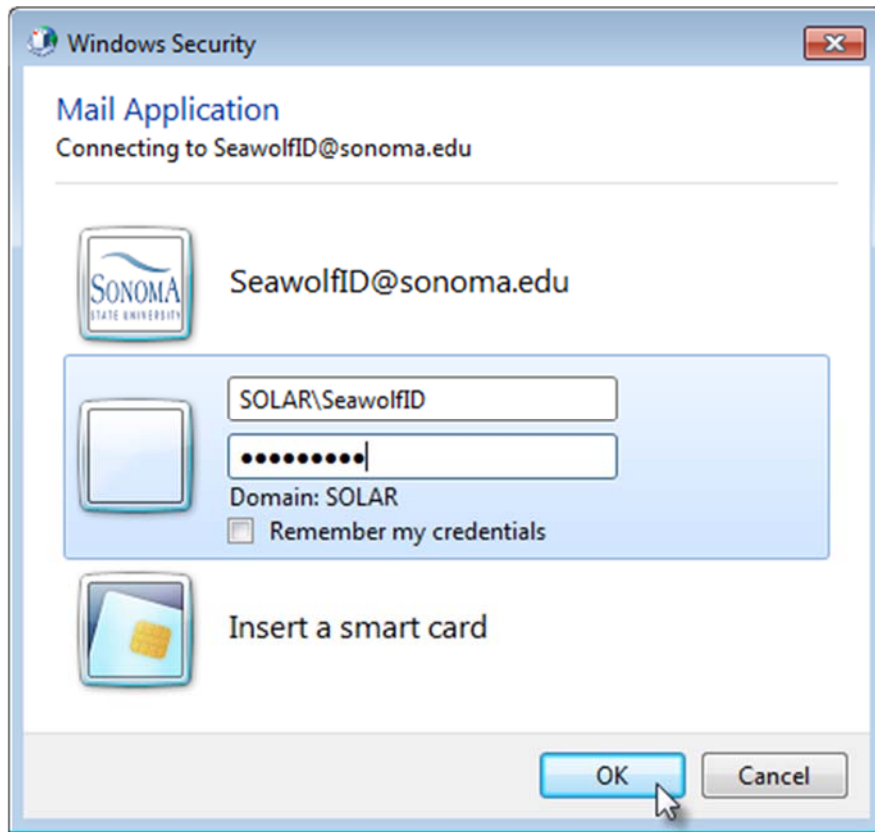 Windows Security
Mail Application
Connecting to SeawolfID@sonoma.edu
SONOMA
STATE UNIVERSITY
SeawolfID@sonoma.edu
SOLAR\SeawolfID
●●●●●●●●●
Domain: SOLAR
Remember my credentials
Insert a smart card
OK
Cancel